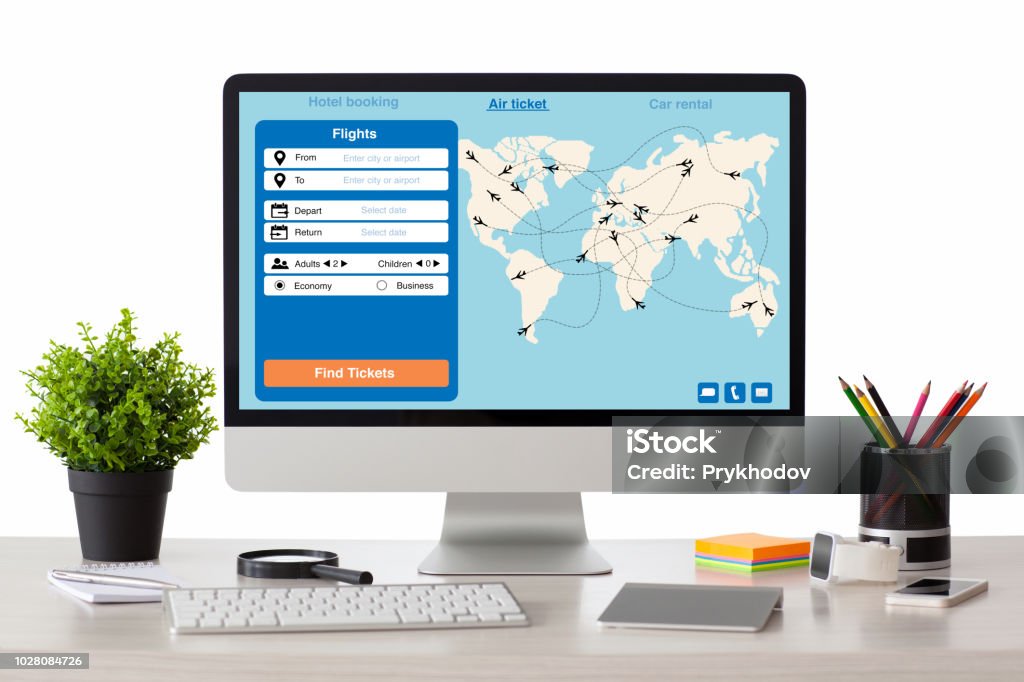 Hotel booking Air ticket Car rental
Flights
From Enter city or airport
To Enter city or airport
Depart Select date
Return Select date
Adults 2 Children 0
Economy Business
Find Tickets
iStock™
Credit: Prykhodov
1028084726